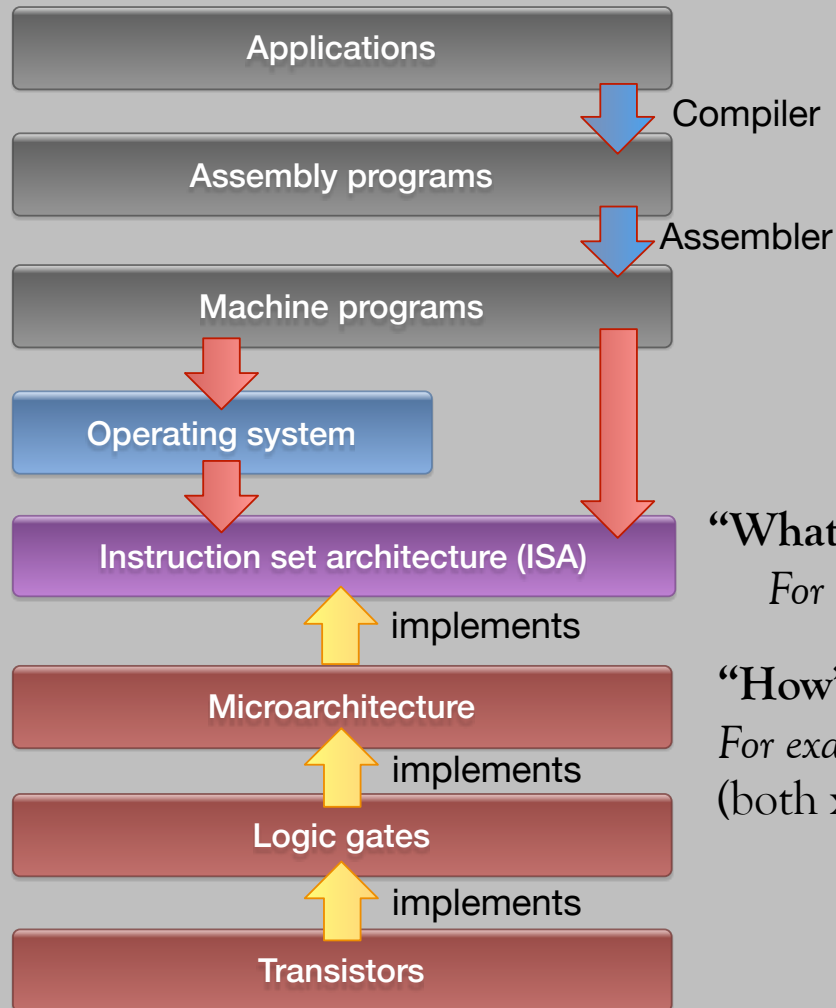 Applications
Compiler
Assembly programs
Assembler
Machine programs
Operating system
Instruction set architecture (ISA)
“What
For
implements
Microarchitecture
“How”
For exa
(both x
implements
Logic gates
implements
Transistors